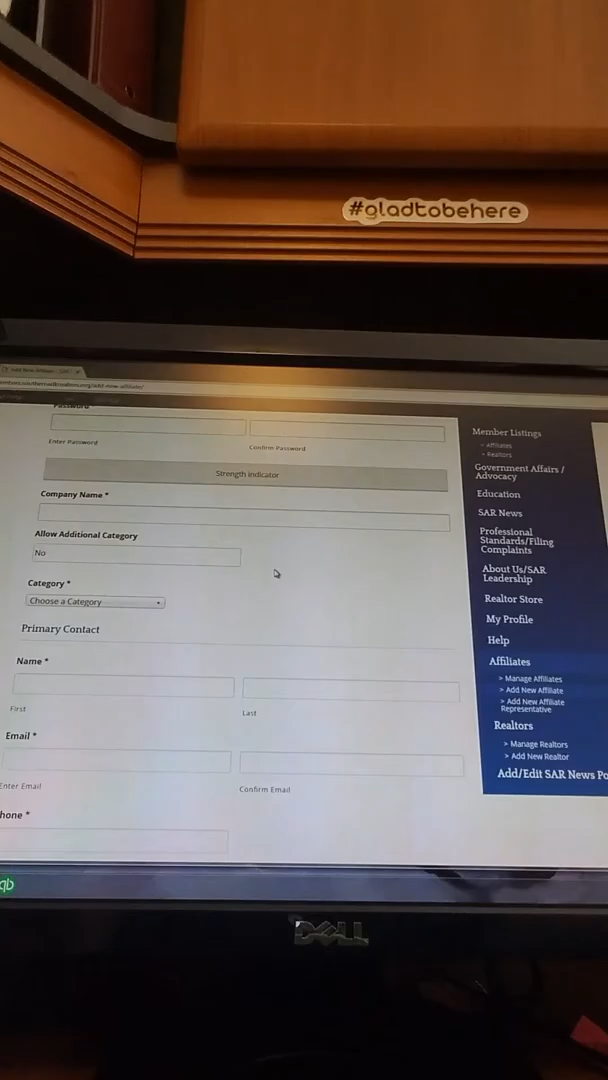 #gladtobehere
Password
Enter Password
Confirm Password
Strength indicator
Company Name *
Allow Additional Category
No
Category *
Choose a Category
Primary Contact
Name *
First
Last
Email *
Enter Email
Confirm Email
hone *
Member Listings
Affiliates
Realtors
Government Affairs /
Advocacy
Education
SAR News
Professional
Standards/Filing
Complaints
About Us/SAR
Leadership
Realtor Store
My Profile
Help
Affiliates
> Manage Affiliates
> Add New Affiliate
> Add New Affiliate
Representative
Realtors
> Manage Realtors
> Add New Realtor
Add/Edit SAR News Po
qb
DELL